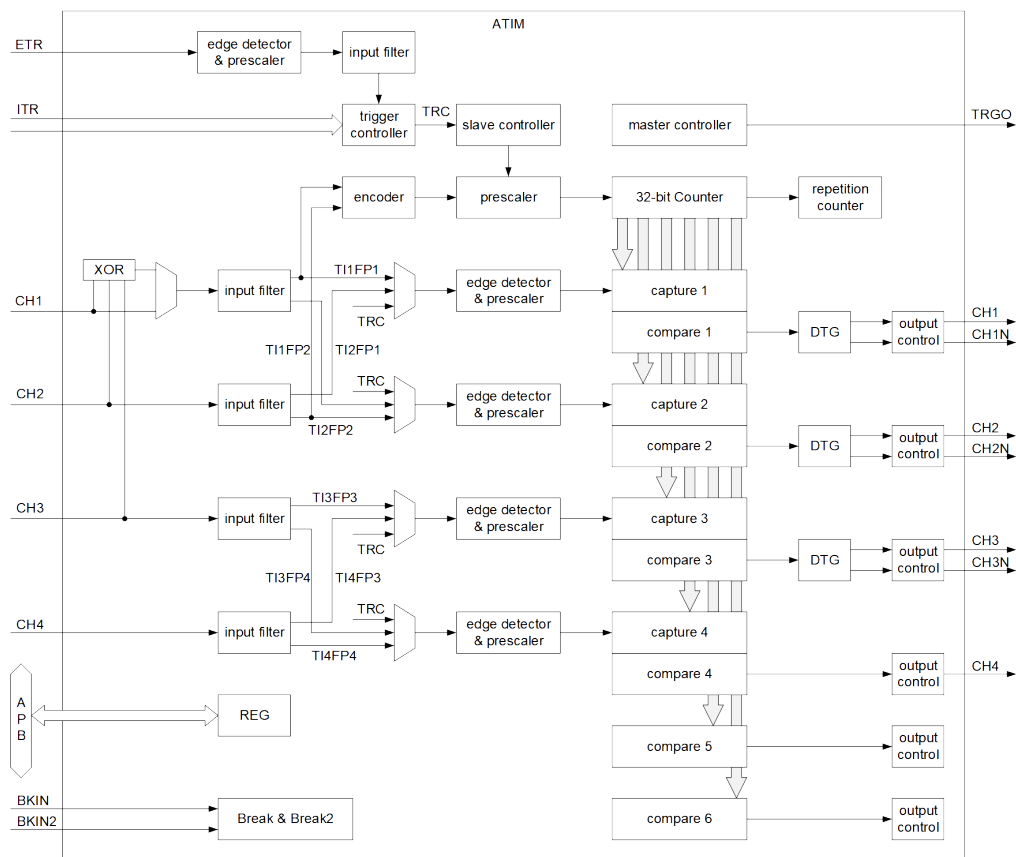 ATIM
ETR
edge detector
& prescaler
input filter
ITR
trigger
controller
TRC
slave controller
master controller
TRGO
encoder
prescaler
32-bit Counter
repetition
counter
XOR
CH1
input filter
TI1FP1
TRC
edge detector
& prescaler
capture 1
compare 1
DTG
output
control
CH1
CH1N
TI1FP2
TI2FP1
CH2
input filter
TRC
TI2FP2
edge detector
& prescaler
capture 2
compare 2
DTG
output
control
CH2
CH2N
CH3
input filter
TI3FP3
TRC
edge detector
& prescaler
capture 3
compare 3
DTG
output
control
CH3
CH3N
TI3FP4
TI4FP3
CH4
input filter
TRC
TI4FP4
edge detector
& prescaler
capture 4
compare 4
output
control
CH4
A
P
B
REG
compare 5
output
control
BKIN
BKIN2
Break & Break2
compare 6
output
control